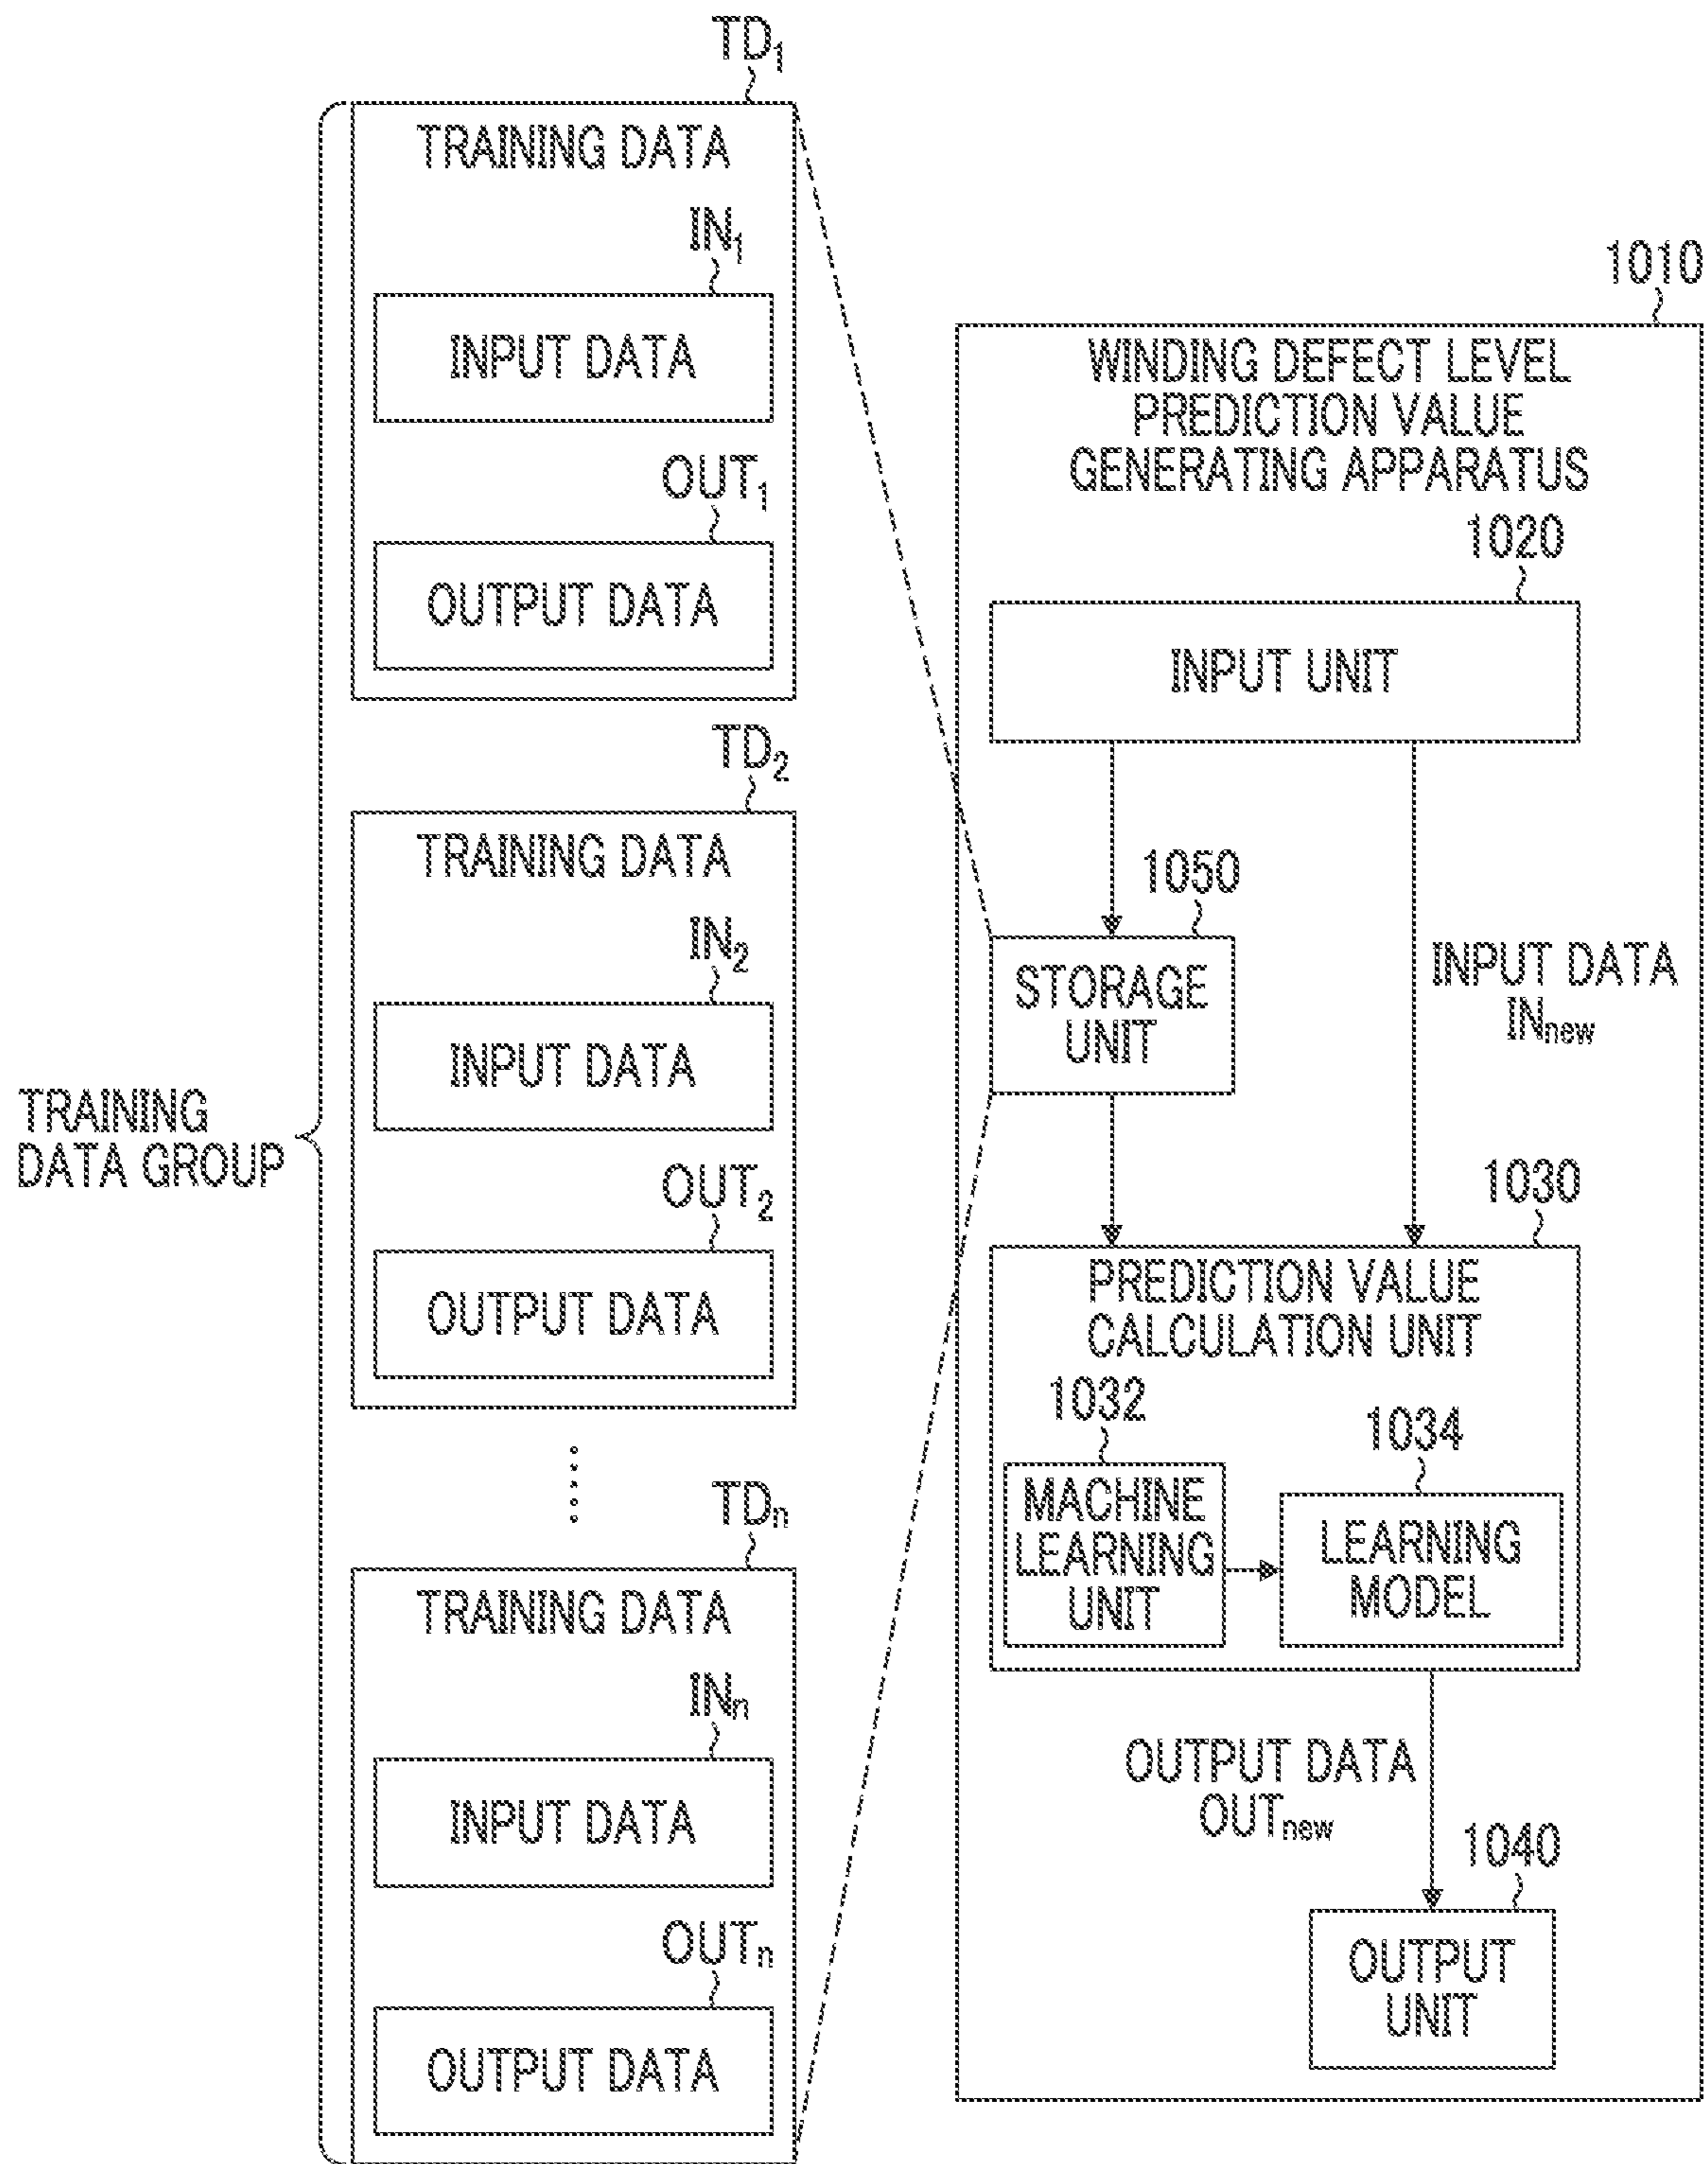 TD₁
TRAINING DATA
IN₁
INPUT DATA
OUT₁
OUTPUT DATA
TD₂
TRAINING DATA
IN₂
INPUT DATA
OUT₂
OUTPUT DATA
TDₙ
TRAINING DATA
INₙ
INPUT DATA
OUTₙ
OUTPUT DATA
TRAINING
DATA GROUP
1010
WINDING DEFECT LEVEL
PREDICTION VALUE
GENERATING APPARATUS
1020
INPUT UNIT
1050
STORAGE
UNIT
INPUT DATA
INnew
1030
PREDICTION VALUE
CALCULATION UNIT
1032
MACHINE
LEARNING
UNIT
1034
LEARNING
MODEL
OUTPUT DATA
OUTnew
1040
OUTPUT
UNIT